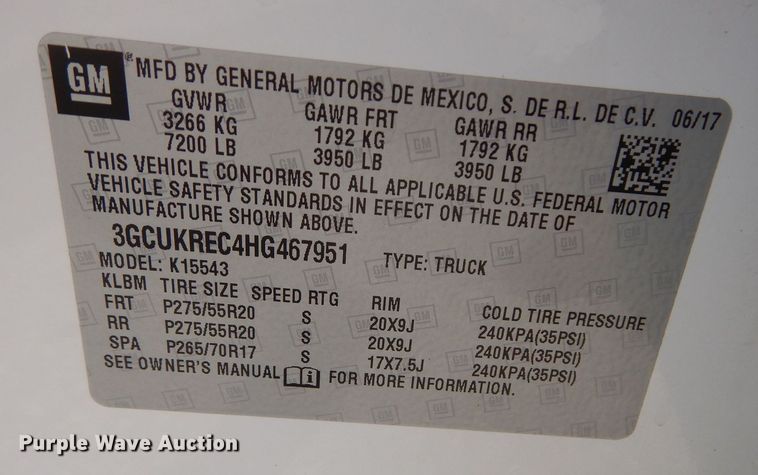 GM
® MFD BY GENERAL MOTORS DE MEXICO, S. DE R.L. DE C.V. 06/17
GVWR GAWR FRT GAWR RR
3266 KG 1792 KG 1792 KG
7200 LB 3950 LB 3950 LB
THIS VEHICLE CONFORMS TO ALL APPLICABLE U.S. FEDERAL MOTOR
VEHICLE SAFETY STANDARDS IN EFFECT ON THE DATE OF
MANUFACTURE SHOWN ABOVE.
3GCUKREC4HG467951 TYPE: TRUCK
MODEL: K15543
KLBM TIRE SIZE SPEED RTG RIM COLD TIRE PRESSURE
FRT P275/55R20 S 20X9J 240KPA(35PSI)
RR P275/55R20 S 20X9J 240KPA(35PSI)
SPA P265/70R17 S 17X7.5J 240KPA(35PSI)
SEE OWNER'S MANUAL i FOR MORE INFORMATION.
Purple Wave Auction